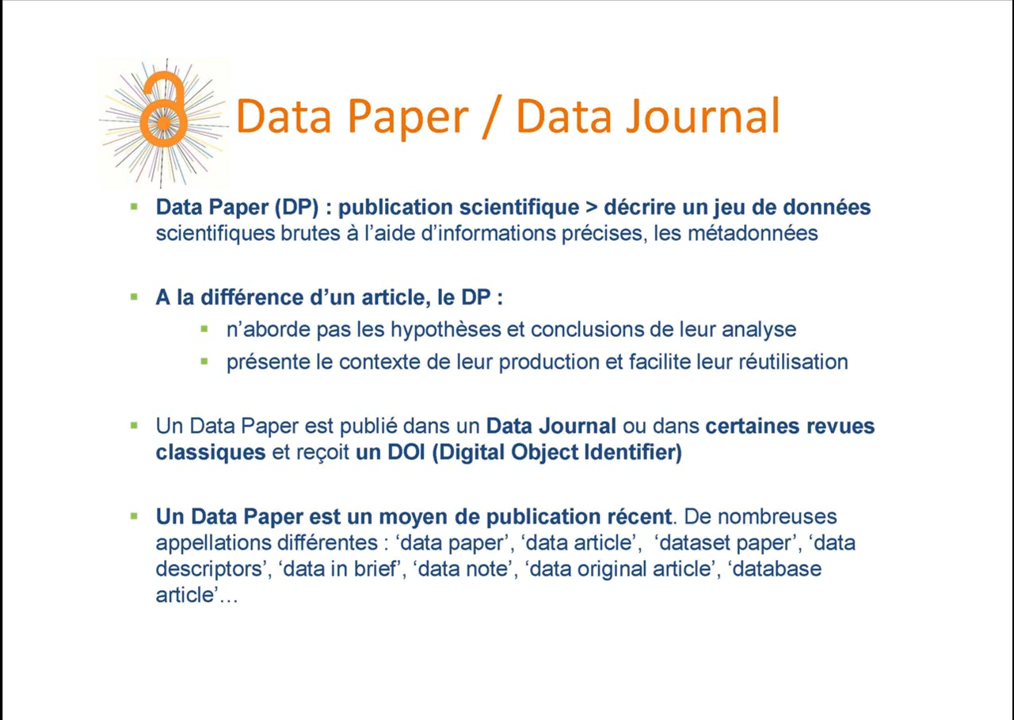 Data Paper / Data Journal
▪ Data Paper (DP) : publication scientifique > décrire un jeu de données
scientifiques brutes à l’aide d’informations précises, les métadonnées
▪ A la différence d’un article, le DP :
▪ n’aborde pas les hypothèses et conclusions de leur analyse
▪ présente le contexte de leur production et facilite leur réutilisation
▪ Un Data Paper est publié dans un Data Journal ou dans certaines revues
classiques et reçoit un DOI (Digital Object Identifier)
▪ Un Data Paper est un moyen de publication récent. De nombreuses
appellations différentes : ‘data paper’, ‘data article’, ‘dataset paper’, ‘data
descriptors’, ‘data in brief’, ‘data note’, ‘data original article’, ‘database
article’…